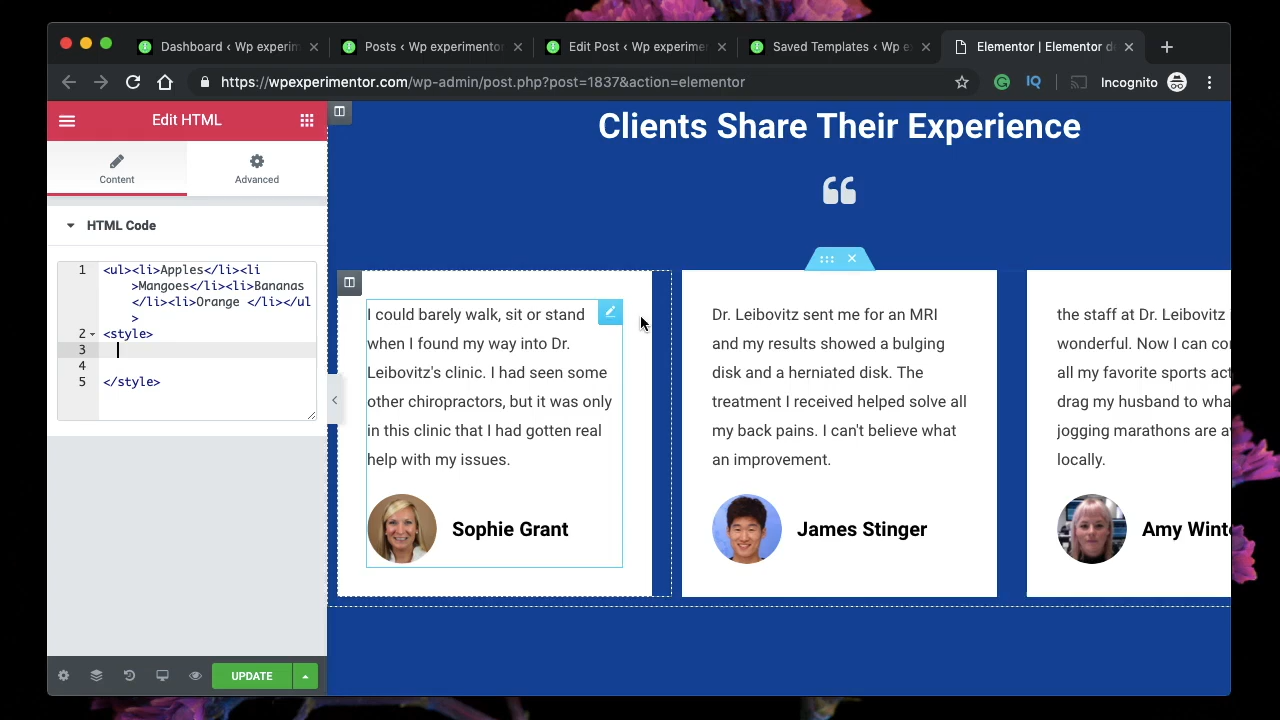 Dashboard ‹ Wp experim
Posts ‹ Wp experimentor
Edit Post ‹ Wp experime
Saved Templates ‹ Wp e
Elementor | Elementor d
https://wpexperimentor.com/wp-admin/post.php?post=1837&action=elementor
IQ
Incognito
Edit HTML
Content
Advanced
HTML Code
1 <ul><li>Apples</li><li
>Mangoes</li><li>Bananas
</li><li>Orange </li></ul
>
2 <style>
3
4
5 </style>
UPDATE
Clients Share Their Experience
I could barely walk, sit or stand
when I found my way into Dr.
Leibovitz's clinic. I had seen some
other chiropractors, but it was only
in this clinic that I had gotten real
help with my issues.
Sophie Grant
Dr. Leibovitz sent me for an MRI
and my results showed a bulging
disk and a herniated disk. The
treatment I received helped solve all
my back pains. I can't believe what
an improvement.
James Stinger
the staff at Dr. Leibovitz
wonderful. Now I can co
all my favorite sports act
drag my husband to wha
jogging marathons are a
locally.
Amy Wint